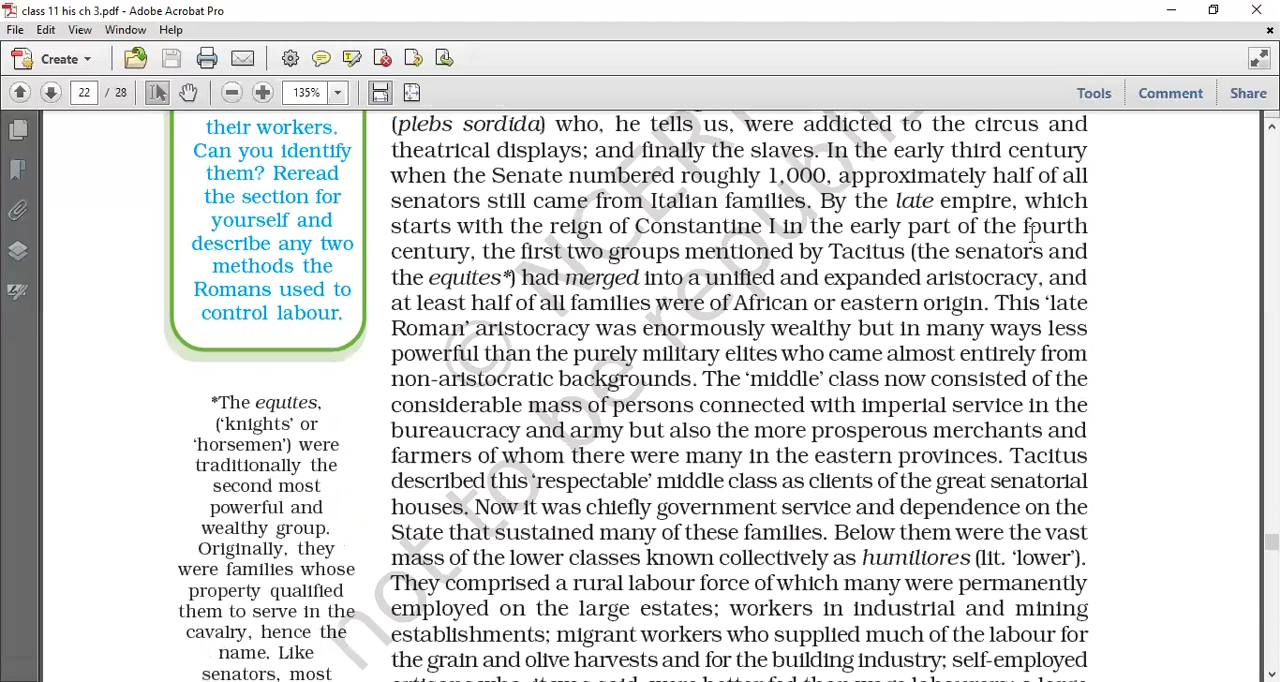 class 11 his ch 3.pdf - Adobe Acrobat Pro
File Edit View Window Help
Create
22 / 28
135%
Tools Comment Share
their workers.
Can you identify
them? Reread
the section for
yourself and
describe any two
methods the
Romans used to
control labour.
*The equites,
('knights' or
'horsemen') were
traditionally the
second most
powerful and
wealthy group.
Originally, they
were families whose
property qualified
them to serve in the
cavalry, hence the
name. Like
senators, most
(plebs sordida) who, he tells us, were addicted to the circus and
theatrical displays; and finally the slaves. In the early third century
when the Senate numbered roughly 1,000, approximately half of all
senators still came from Italian families. By the late empire, which
starts with the reign of Constantine I in the early part of the fourth
century, the first two groups mentioned by Tacitus (the senators and
the equites*) had merged into a unified and expanded aristocracy, and
at least half of all families were of African or eastern origin. This 'late
Roman' aristocracy was enormously wealthy but in many ways less
powerful than the purely military elites who came almost entirely from
non-aristocratic backgrounds. The 'middle' class now consisted of the
considerable mass of persons connected with imperial service in the
bureaucracy and army but also the more prosperous merchants and
farmers of whom there were many in the eastern provinces. Tacitus
described this 'respectable' middle class as clients of the great senatorial
houses. Now it was chiefly government service and dependence on the
State that sustained many of these families. Below them were the vast
mass of the lower classes known collectively as humiliores (lit. 'lower').
They comprised a rural labour force of which many were permanently
employed on the large estates; workers in industrial and mining
establishments; migrant workers who supplied much of the labour for
the grain and olive harvests and for the building industry; self-employed
© NCERT
not to be republi